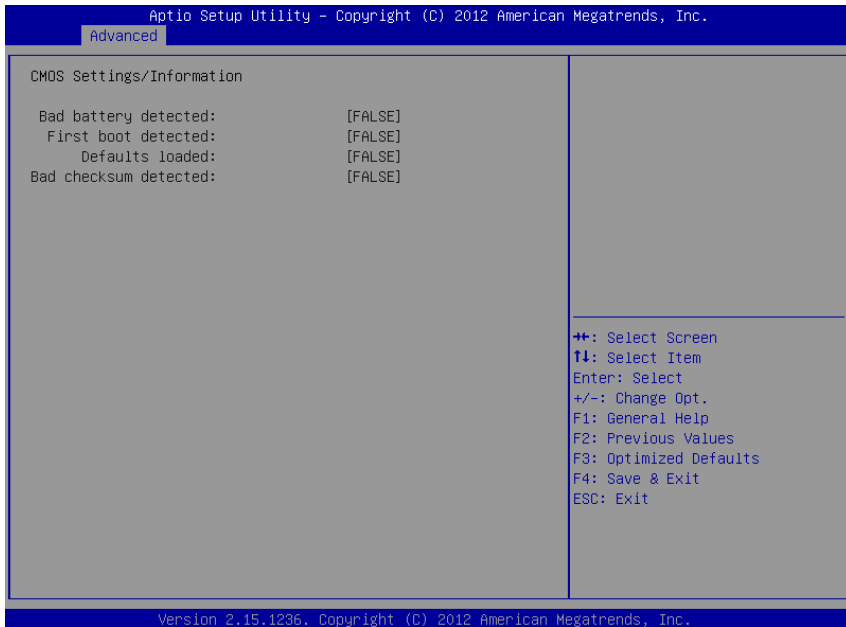 Aptio Setup Utility – Copyright (C) 2012 American Megatrends, Inc.
Advanced
CMOS Settings/Information
Bad battery detected: [FALSE]
First boot detected: [FALSE]
Defaults loaded: [FALSE]
Bad checksum detected: [FALSE]
→←: Select Screen
↑↓: Select Item
Enter: Select
+/-: Change Opt.
F1: General Help
F2: Previous Values
F3: Optimized Defaults
F4: Save & Exit
ESC: Exit
Version 2.15.1236. Copyright (C) 2012 American Megatrends, Inc.